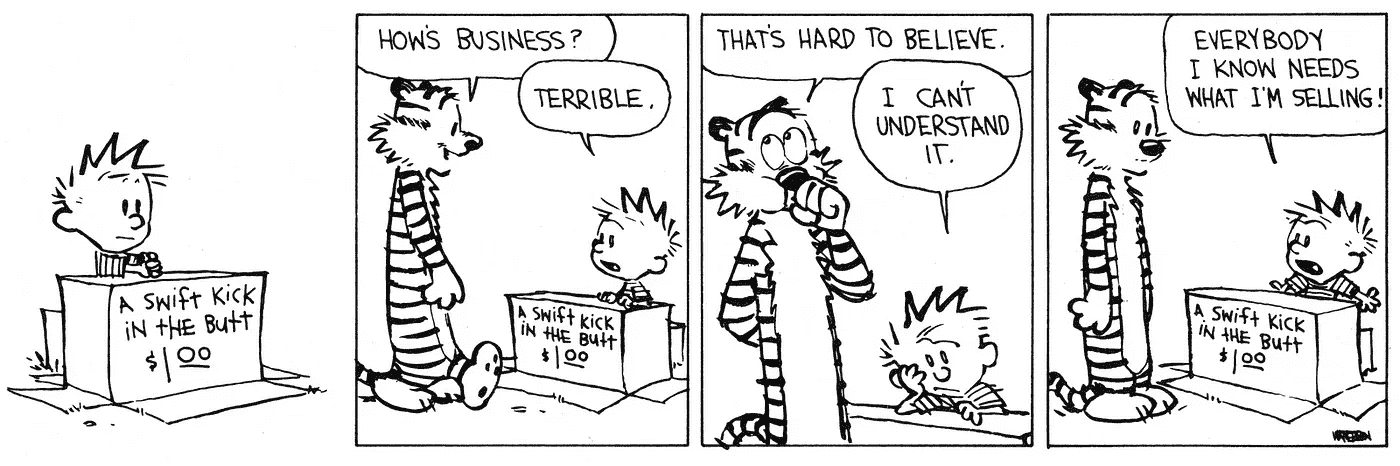 A SWIFT KICK
IN THE BUTT
$1.00
HOW'S BUSINESS?
TERRIBLE.
A SWIFT KICK
IN THE BUTT
$1.00
THAT'S HARD TO BELIEVE.
I CAN'T
UNDERSTAND
IT.
EVERYBODY
I KNOW NEEDS
WHAT I'M SELLING!
A SWIFT KICK
IN THE BUTT
$1.00
WATTERSON